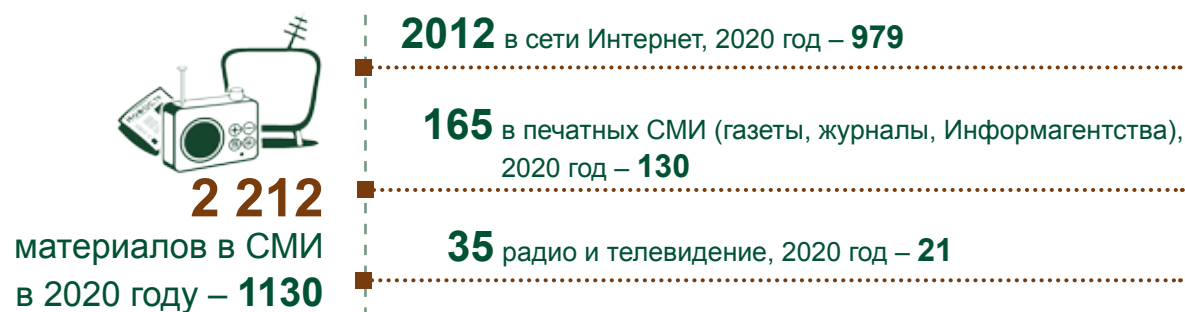 НОВОСТИ
2 212
материалов в СМИ
в 2020 году – 1130
2012 в сети Интернет, 2020 год – 979
165 в печатных СМИ (газеты, журналы, Информагентства),
2020 год – 130
35 радио и телевидение, 2020 год – 21